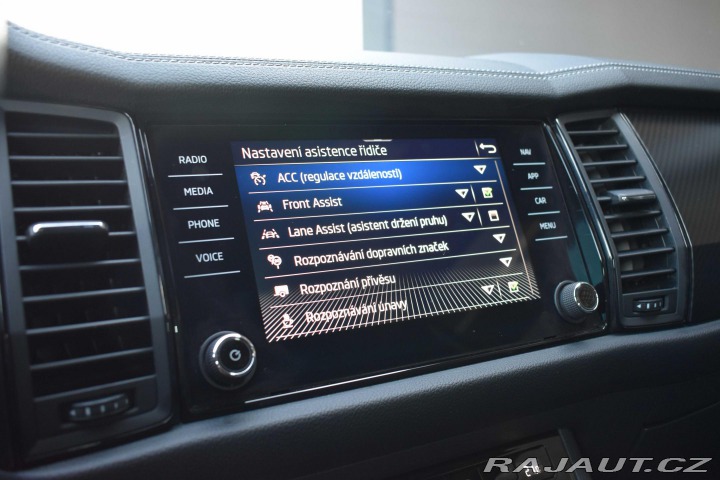 RADIO
MEDIA
PHONE
VOICE
Nastavení asistence řidiče
ACC (regulace vzdálenosti)
Front Assist
Lane Assist (asistent držení pruhu)
Rozpoznávání dopravních značek
Rozpoznání přívěsu
Rozpoznávání únavy
NAV
APP
CAR
MENU
RAJAUT.CZ